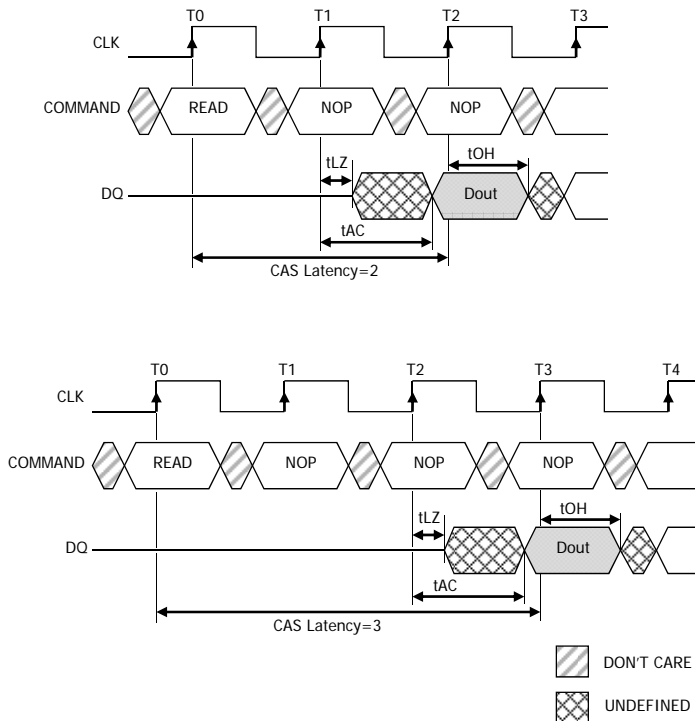 T0 T1 T2 T3
CLK
COMMAND READ NOP NOP
tLZ tOH
DQ Dout
tAC
CAS Latency=2
T0 T1 T2 T3 T4
CLK
COMMAND READ NOP NOP NOP
tLZ tOH
DQ Dout
tAC
CAS Latency=3
DON'T CARE
UNDEFINED